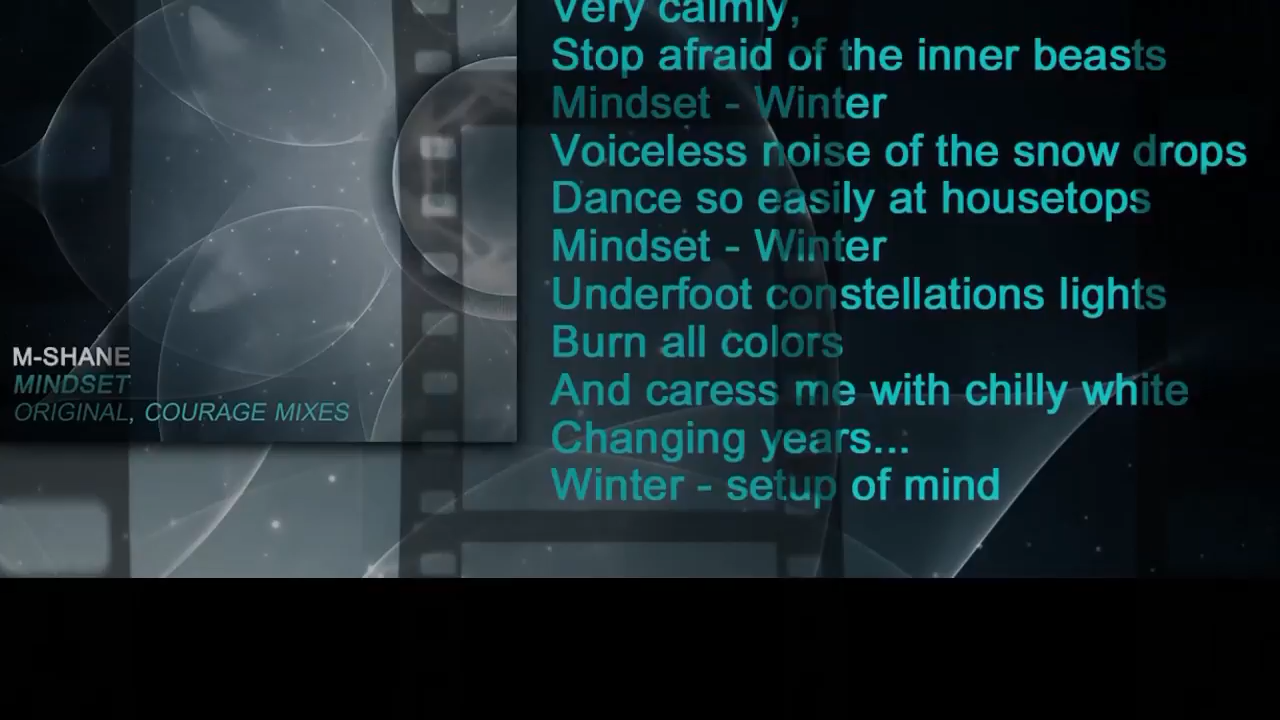 Very calmly,
Stop afraid of the inner beasts
Mindset - Winter
Voiceless noise of the snow drops
Dance so easily at housetops
Mindset - Winter
Underfoot constellations lights
Burn all colors
And caress me with chilly white
Changing years...
Winter - setup of mind
M-SHANE
MINDSET
ORIGINAL, COURAGE MIXES